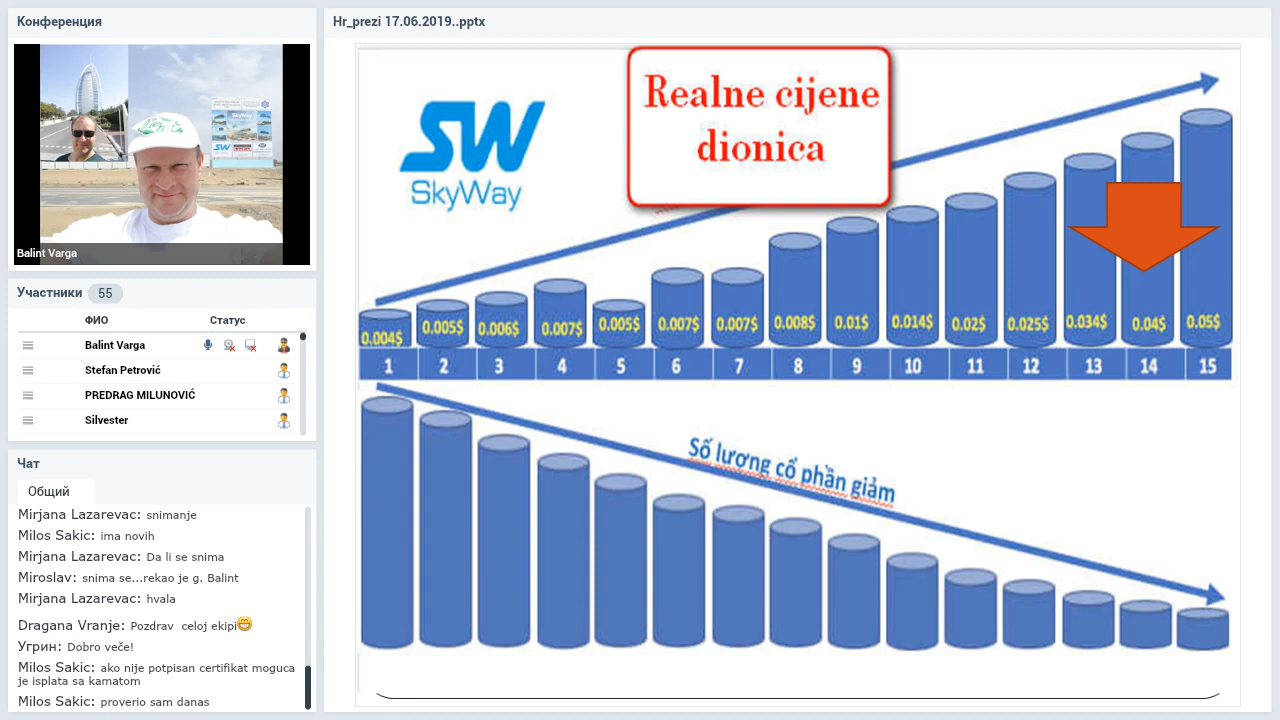 Конференция
Balint Varga
Участники 55
ФИО Статус
Balint Varga
Stefan Petrović
PREDRAG MILUNOVIĆ
Silvester
Чат
Общий
Mirjana Lazarevac: snimanje
Milos Sakic: ima novih
Mirjana Lazarevac: Da li se snima
Miroslav: snima se...rekao je g. Balint
Mirjana Lazarevac: hvala
Dragana Vranje: Pozdrav celoj ekipi
Угрин: Dobro veče!
Milos Sakic: ako nije potpisan certifikat moguca
je isplata sa kamatom
Milos Sakic: proverio sam danas
Hr_prezi 17.06.2019..pptx
SW
SkyWay
Realne cijene
dionica
0.004$ 0.005$ 0.006$ 0.007$ 0.005$ 0.007$ 0.007$ 0.008$ 0.01$ 0.014$ 0.02$ 0.025$ 0.034$ 0.04$ 0.05$
1 2 3 4 5 6 7 8 9 10 11 12 13 14 15
Số lương cổ phần giảm